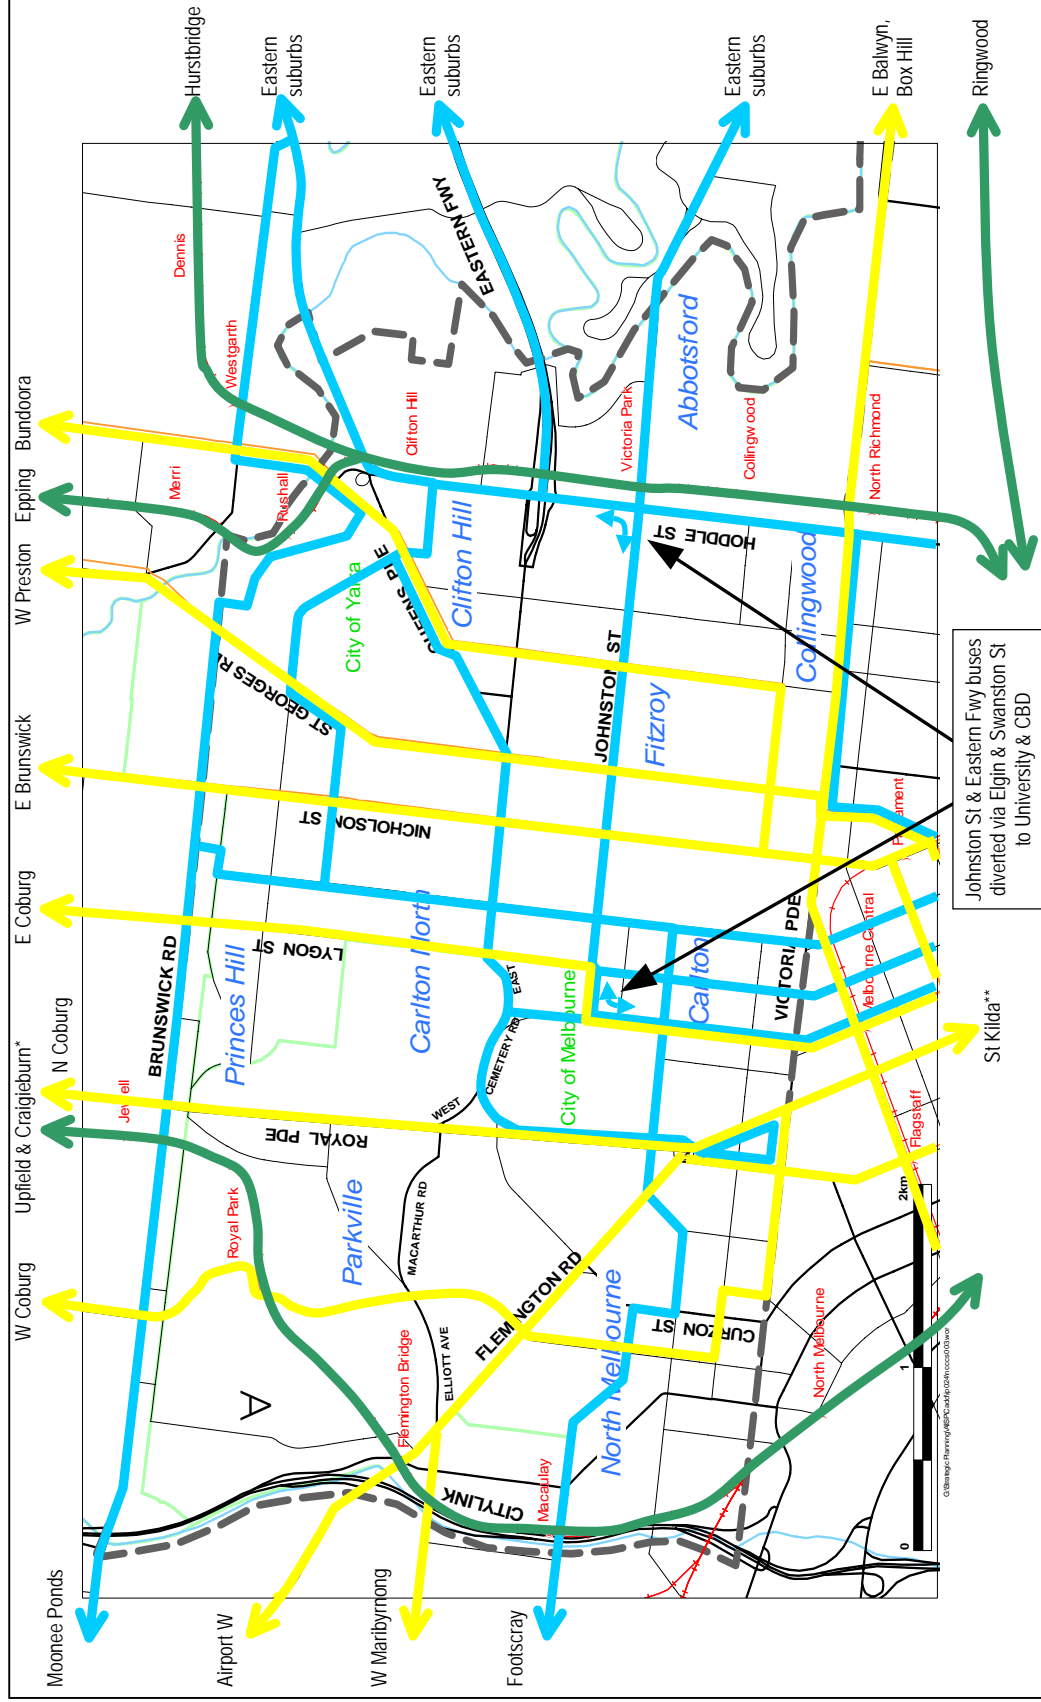 Moonee Ponds
Airport W
W Maribyrnong
Footscray
W Coburg
Upfield & Craigieburn*
N Coburg
E Coburg
E Brunswick
W Preston
Epping
Bundoora
Hurstbridge
Eastern
suburbs
Eastern
suburbs
Eastern
suburbs
E Balwyn,
Box Hill
Ringwood
St Kilda**
BRUNSWICK RD
Jewell
Royal Park
ROYAL PDE
Princes Hill
LYGON ST
NICHOLSON ST
ST GEORGES RD
Merri
Rushall
Westgarth
Dennis
City of Yarra
QUEENS PDE
Clifton Hill
Clifton Hill
EASTERN FWY
Parkville
MACARTHUR RD
ELLIOTT AVE
Flemington Bridge
CITYLINK
Macaulay
FLEMINGTON RD
WEST
CEMETERY RD
EAST
Carlton North
City of Melbourne
JOHNSTON ST
Fitzroy
Victoria Park
Abbotsford
Collingwood
HODDLE ST
Collingwood
North Richmond
North Melbourne
CURZON ST
North Melbourne
Carlton
VICTORIA PDE
Melbourne Central
Parliament
Flagstaff
A
0
1
2km
Johnston St & Eastern Fwy buses
diverted via Elgin & Swanston St
to University & CBD